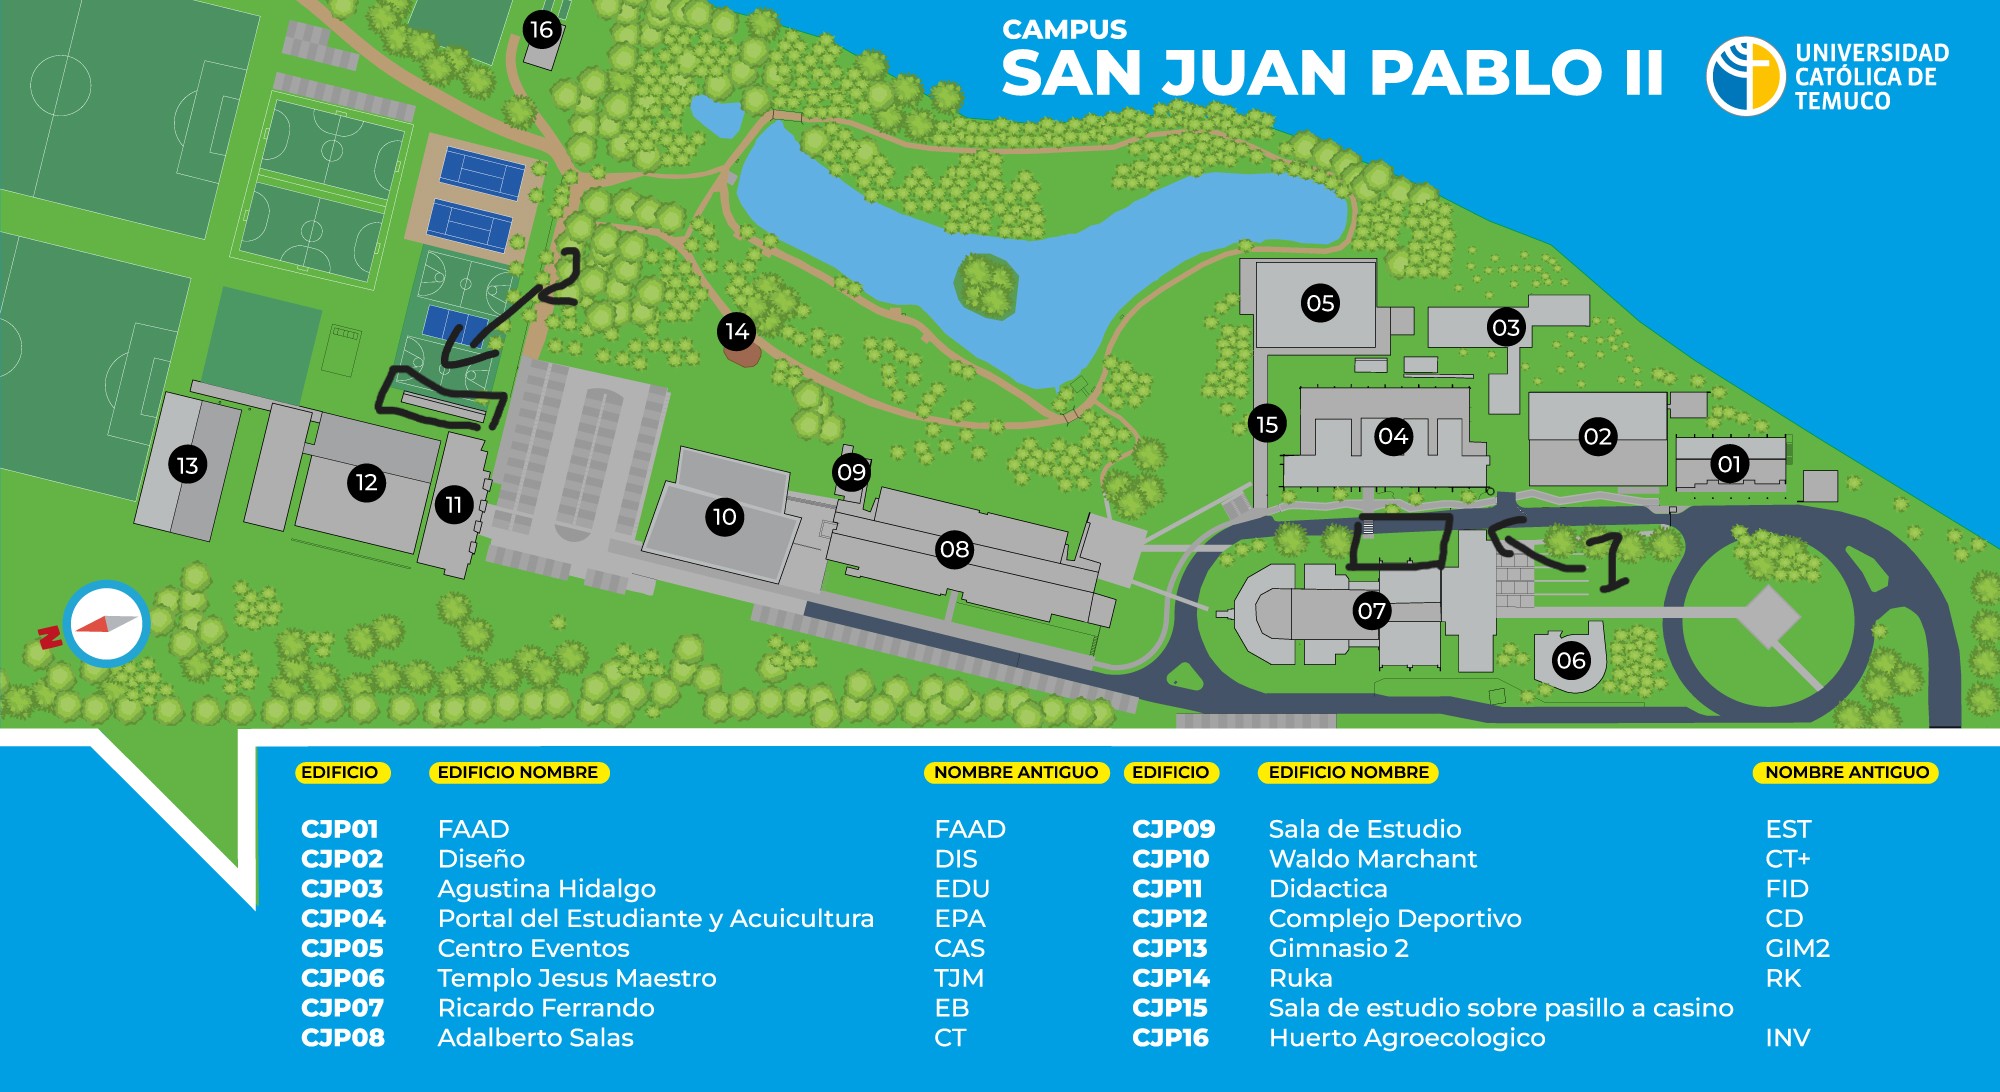 CAMPUS
SAN JUAN PABLO II
UNIVERSIDAD
CATÓLICA DE
TEMUCO
16
2
14
05
03
15
04
02
01
13
12
11
09
10
08
1
07
06
N
EDIFICIO EDIFICIO NOMBRE NOMBRE ANTIGUO
CJP01 FAAD FAAD
CJP02 Diseño DIS
CJP03 Agustina Hidalgo EDU
CJP04 Portal del Estudiante y Acuicultura EPA
CJP05 Centro Eventos CAS
CJP06 Templo Jesus Maestro TJM
CJP07 Ricardo Ferrando EB
CJP08 Adalberto Salas CT
EDIFICIO EDIFICIO NOMBRE NOMBRE ANTIGUO
CJP09 Sala de Estudio EST
CJP10 Waldo Marchant CT+
CJP11 Didactica FID
CJP12 Complejo Deportivo CD
CJP13 Gimnasio 2 GIM2
CJP14 Ruka RK
CJP15 Sala de estudio sobre pasillo a casino
CJP16 Huerto Agroecologico INV